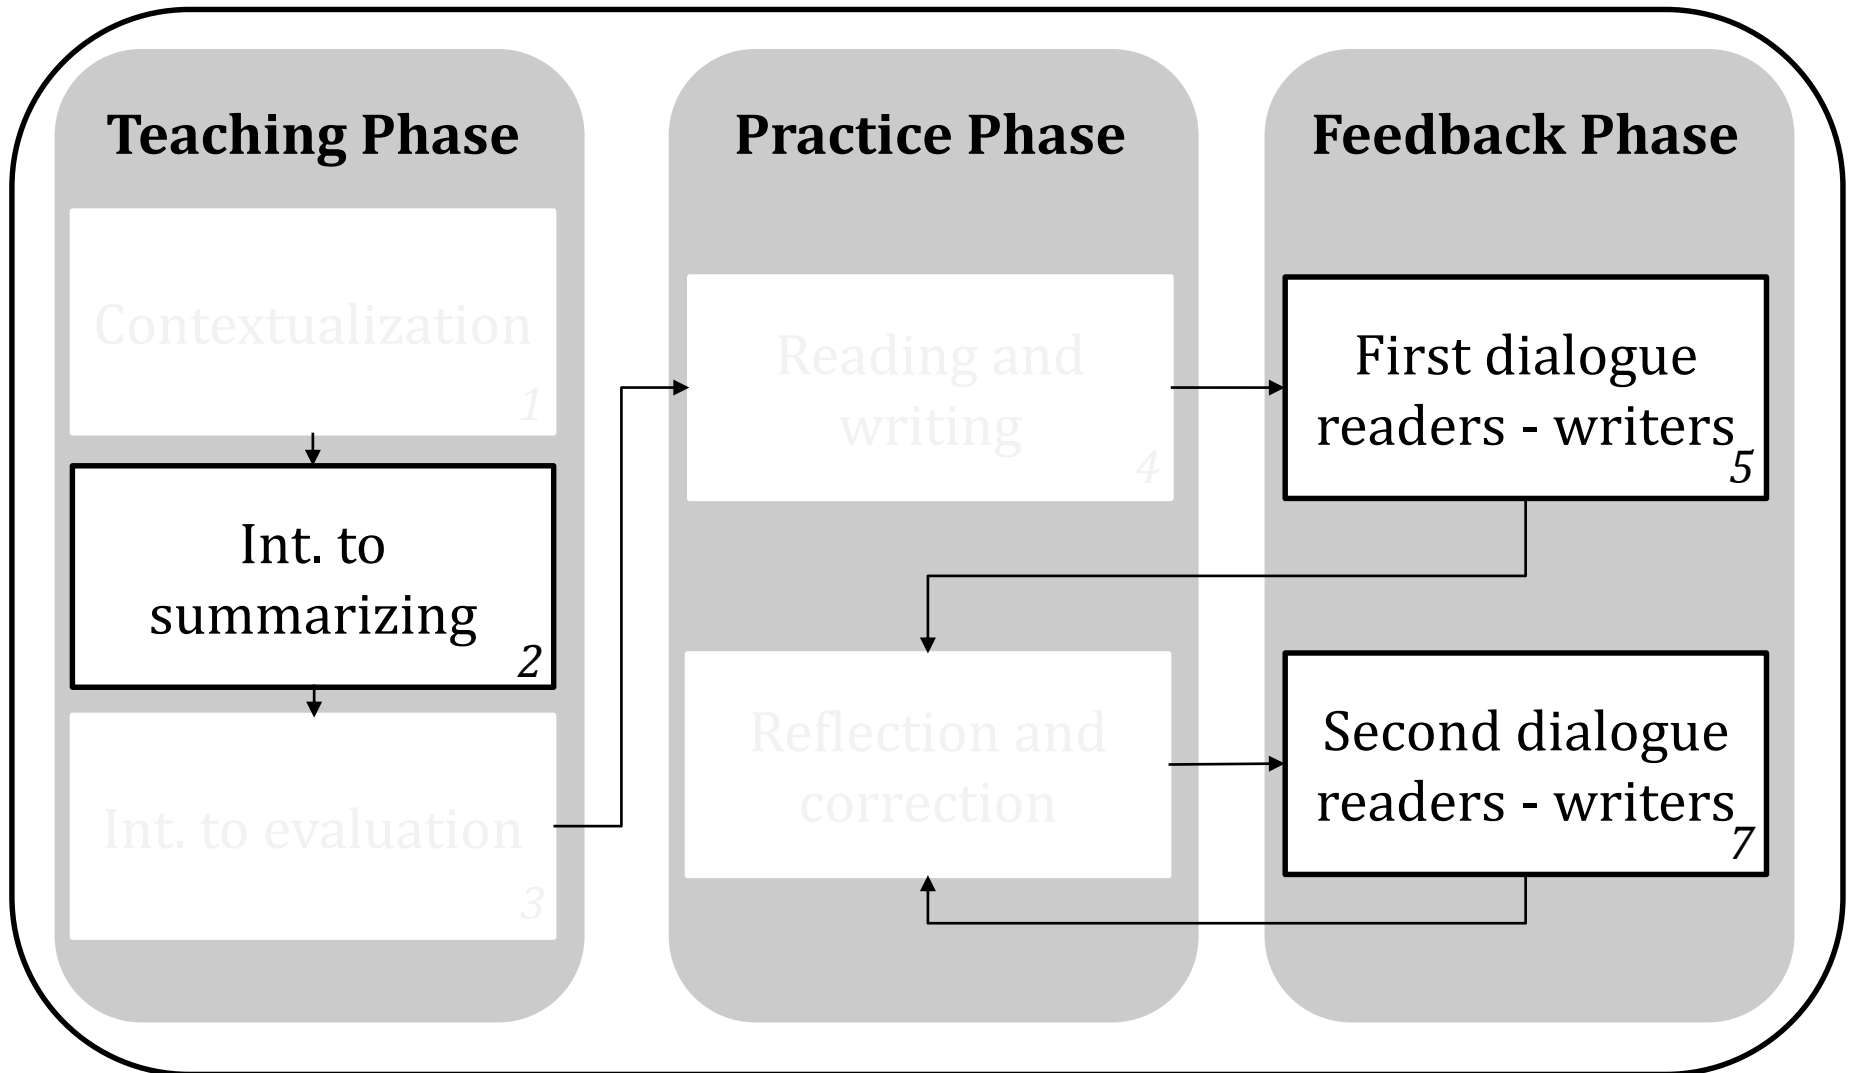 Teaching Phase
Contextualization
1
Int. to
summarizing
2
Int. to evaluation
3
Practice Phase
Reading and
writing
4
Reflection and
correction
Feedback Phase
First dialogue
readers - writers
5
Second dialogue
readers - writers
7